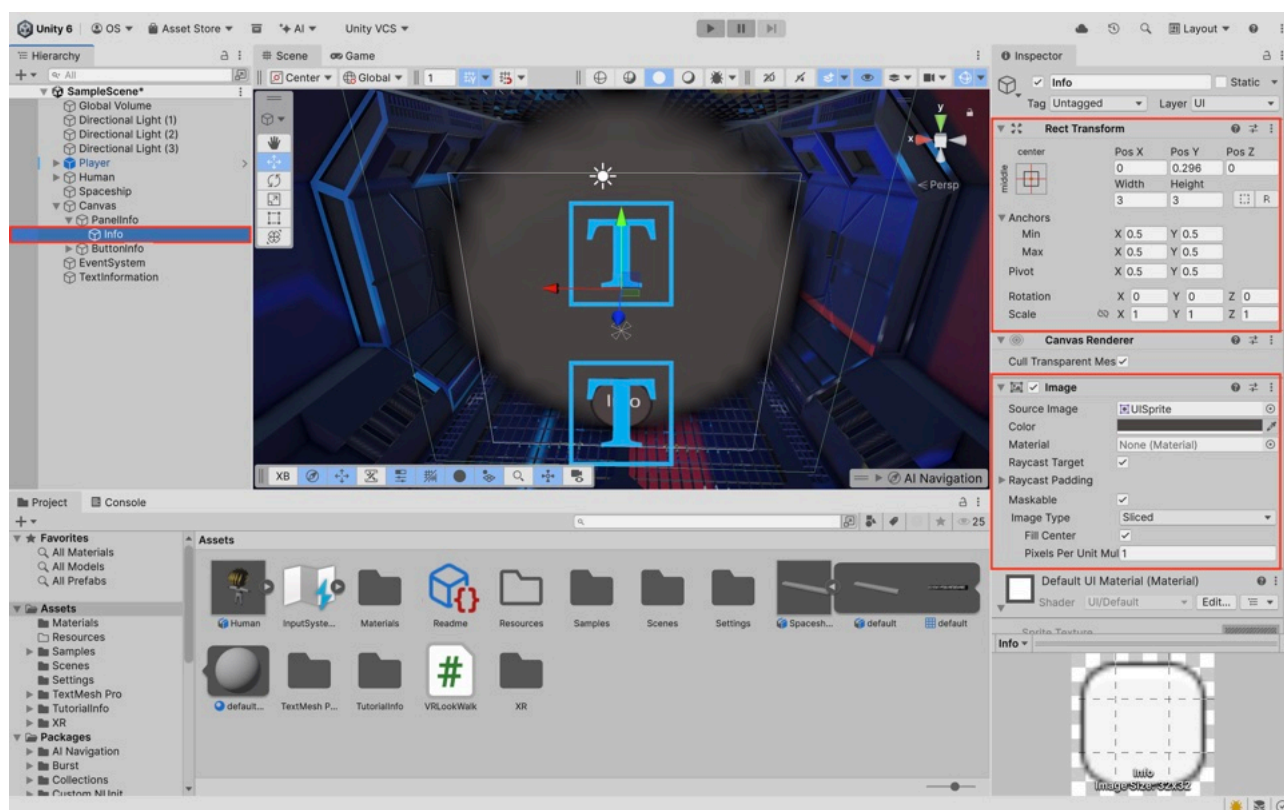 Unity 6 OS Asset Store AI Unity VCS Layout
Hierarchy
All
SampleScene*
Global Volume
Directional Light (1)
Directional Light (2)
Directional Light (3)
Player
Human
Spaceship
Canvas
PanelInfo
Info
ButtonInfo
EventSystem
TextInformation
Scene Game
Center Global 1
y
x
Persp
T
T
Info
XB
AI Navigation
Inspector
Info Static
Tag Untagged Layer UI
Rect Transform
center Pos X Pos Y Pos Z
middle
0 0.296 0
Width Height
3 3 R
Anchors
Min X 0.5 Y 0.5
Max X 0.5 Y 0.5
Pivot X 0.5 Y 0.5
Rotation X 0 Y 0 Z 0
Scale X 1 Y 1 Z 1
Canvas Renderer
Cull Transparent Mes
Image
Source Image UISprite
Color
Material None (Material)
Raycast Target
Raycast Padding
Maskable
Image Type Sliced
Fill Center
Pixels Per Unit Mul 1
Default UI Material (Material)
Shader UI/Default Edit...
Info
Info
Image Size: 32x32
Project Console
25
Favorites
All Materials
All Models
All Prefabs
Assets
Materials
Resources
Samples
Scenes
Settings
TextMesh Pro
TutorialInfo
XR
Packages
AI Navigation
Burst
Collections
Custom NUnit
Assets
Human InputSyste... Materials Readme Resources Samples Scenes Settings Spacesh... default default
#
default... TextMesh P... TutorialInfo VRLookWalk XR